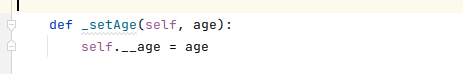 def _setAge(self, age):
    self.__age = age